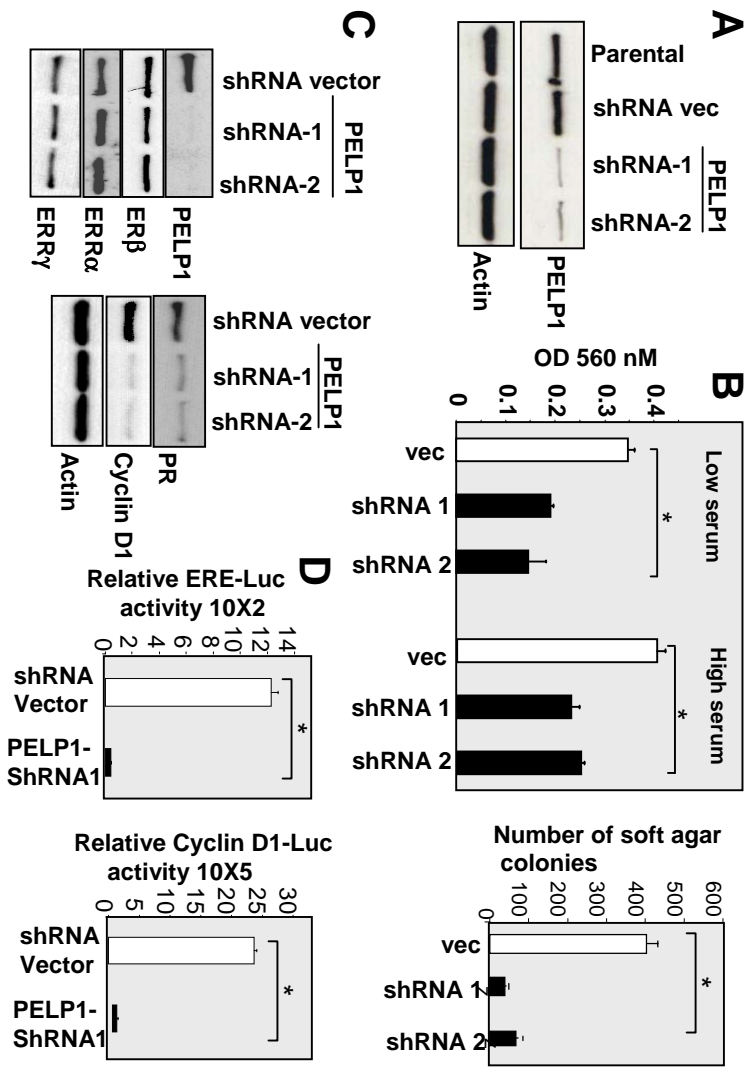 A
Parental
shRNA vec
shRNA-1
shRNA-2
PELP1
PELP1
Actin
B
OD 560 nM
0
0.1
0.2
0.3
0.4
Low serum
High serum
*
*
vec
shRNA 1
shRNA 2
vec
shRNA 1
shRNA 2
Number of soft agar
colonies
0
100
200
300
400
500
600
*
vec
shRNA 1
shRNA 2
C
shRNA vector
shRNA-1
shRNA-2
PELP1
PELP1
ERβ
ERRα
ERRγ
shRNA vector
shRNA-1
shRNA-2
PELP1
PR
Cyclin D1
Actin
D
Relative ERE-Luc
activity 10X2
0
2
4
6
8
10
12
14
*
shRNA
Vector
PELP1-
ShRNA1
Relative Cyclin D1-Luc
activity 10X5
0
5
10
15
20
25
30
*
shRNA
Vector
PELP1-
ShRNA1